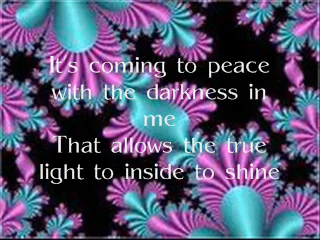 It's coming to peace
with the darkness in
me
That allows the true
light to inside to shine